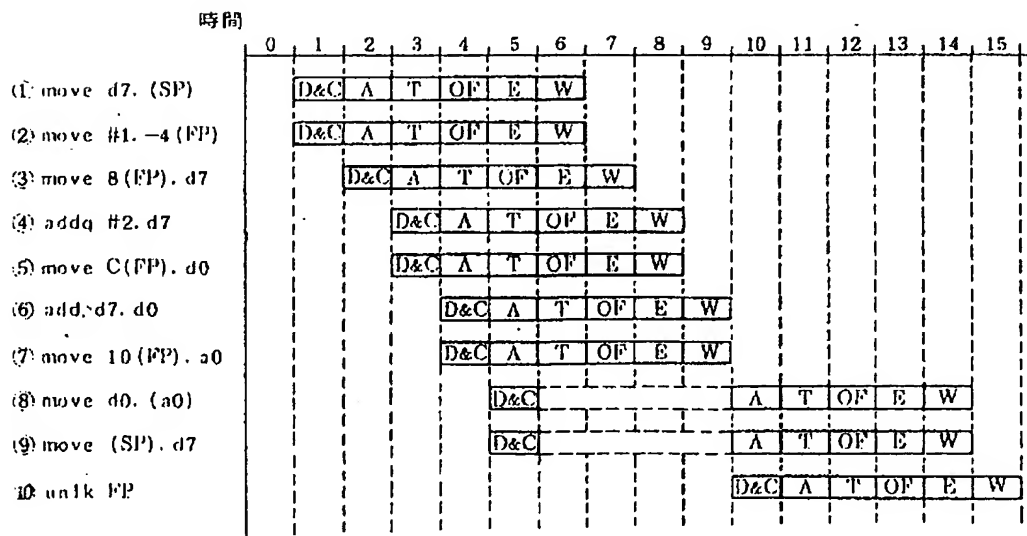 時間
0 1 2 3 4 5 6 7 8 9 10 11 12 13 14 15
(1) move d7. (SP) D&C A T OF E W
(2) move #1. −4 (FP) D&C A T OF E W
(3) move 8 (FP). d7 D&C A T OF E W
(4) addq #2. d7 D&C A T OF E W
(5) move C (FP). d0 D&C A T OF E W
(6) add. d7. d0 D&C A T OF E W
(7) move 10 (FP). a0 D&C A T OF E W
(8) move d0. (a0) D&C A T OF E W
(9) move (SP). d7 D&C A T OF E W
10 unlk FP D&C A T OF E W